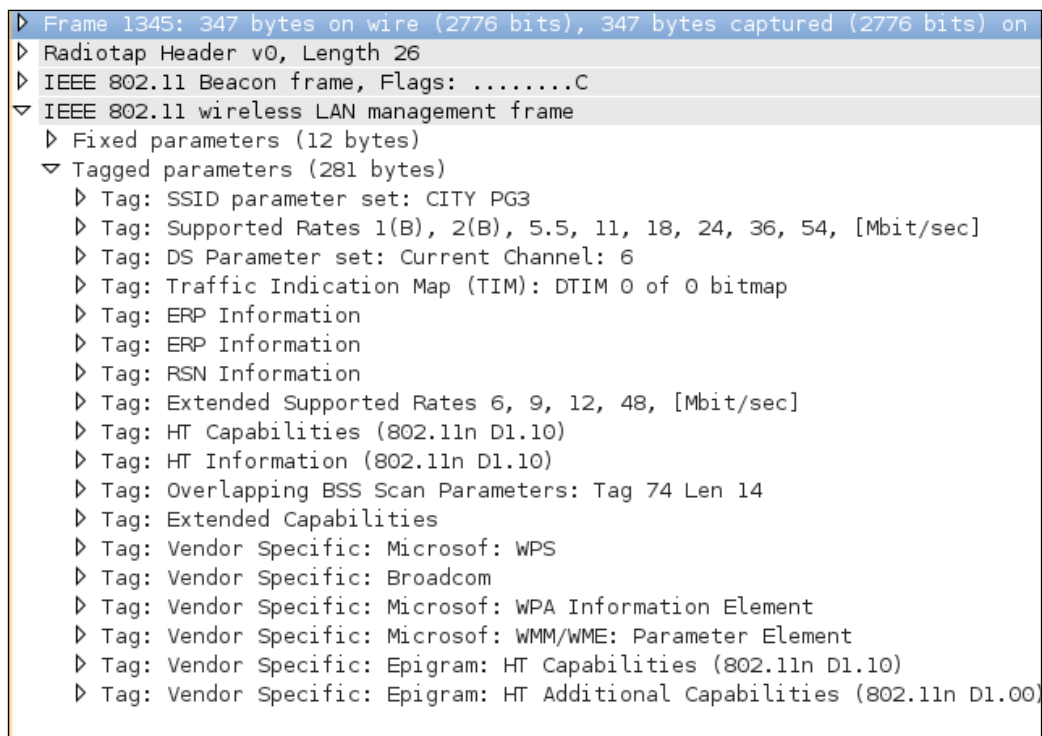 Frame 1345: 347 bytes on wire (2776 bits), 347 bytes captured (2776 bits) on
Radiotap Header v0, Length 26
IEEE 802.11 Beacon frame, Flags: ........C
IEEE 802.11 wireless LAN management frame
Fixed parameters (12 bytes)
Tagged parameters (281 bytes)
Tag: SSID parameter set: CITY PG3
Tag: Supported Rates 1(B), 2(B), 5.5, 11, 18, 24, 36, 54, [Mbit/sec]
Tag: DS Parameter set: Current Channel: 6
Tag: Traffic Indication Map (TIM): DTIM 0 of 0 bitmap
Tag: ERP Information
Tag: ERP Information
Tag: RSN Information
Tag: Extended Supported Rates 6, 9, 12, 48, [Mbit/sec]
Tag: HT Capabilities (802.11n D1.10)
Tag: HT Information (802.11n D1.10)
Tag: Overlapping BSS Scan Parameters: Tag 74 Len 14
Tag: Extended Capabilities
Tag: Vendor Specific: Microsof: WPS
Tag: Vendor Specific: Broadcom
Tag: Vendor Specific: Microsof: WPA Information Element
Tag: Vendor Specific: Microsof: WMM/WME: Parameter Element
Tag: Vendor Specific: Epigram: HT Capabilities (802.11n D1.10)
Tag: Vendor Specific: Epigram: HT Additional Capabilities (802.11n D1.00)